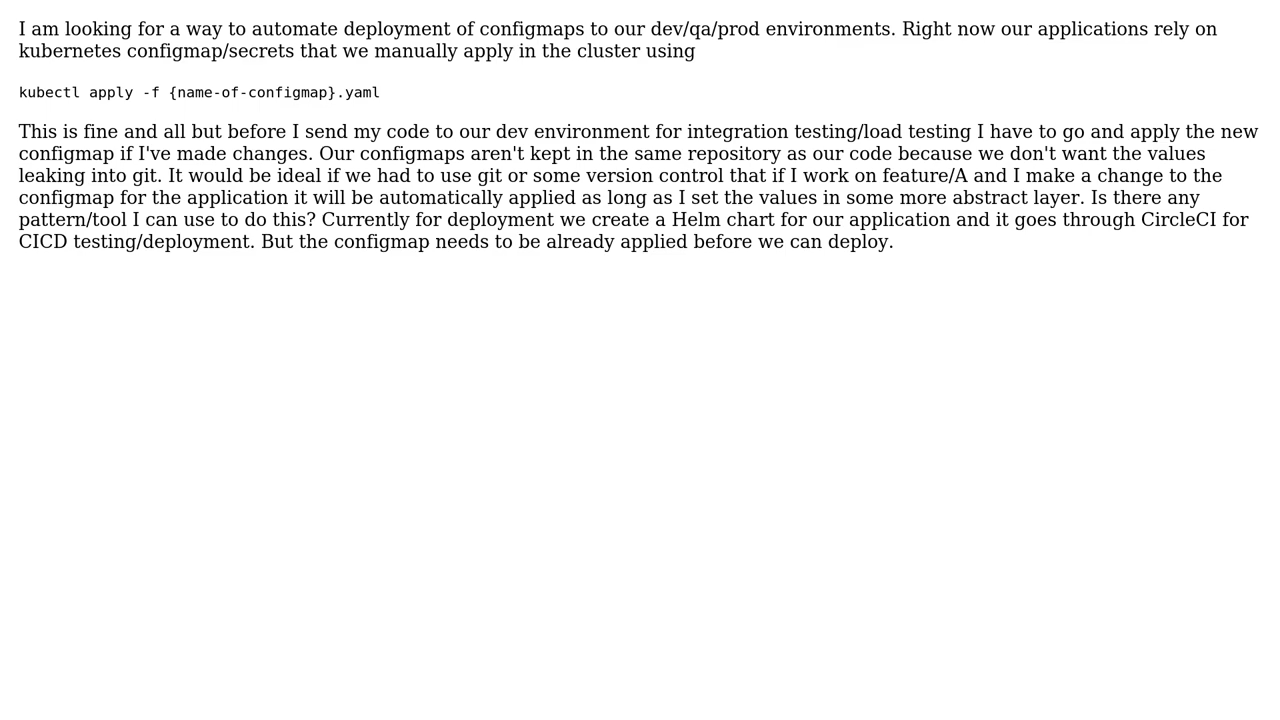 I am looking for a way to automate deployment of configmaps to our dev/qa/prod environments. Right now our applications rely on
kubernetes configmap/secrets that we manually apply in the cluster using
kubectl apply -f {name-of-configmap}.yaml
This is fine and all but before I send my code to our dev environment for integration testing/load testing I have to go and apply the new
configmap if I've made changes. Our configmaps aren't kept in the same repository as our code because we don't want the values
leaking into git. It would be ideal if we had to use git or some version control that if I work on feature/A and I make a change to the
configmap for the application it will be automatically applied as long as I set the values in some more abstract layer. Is there any
pattern/tool I can use to do this? Currently for deployment we create a Helm chart for our application and it goes through CircleCI for
CICD testing/deployment. But the configmap needs to be already applied before we can deploy.